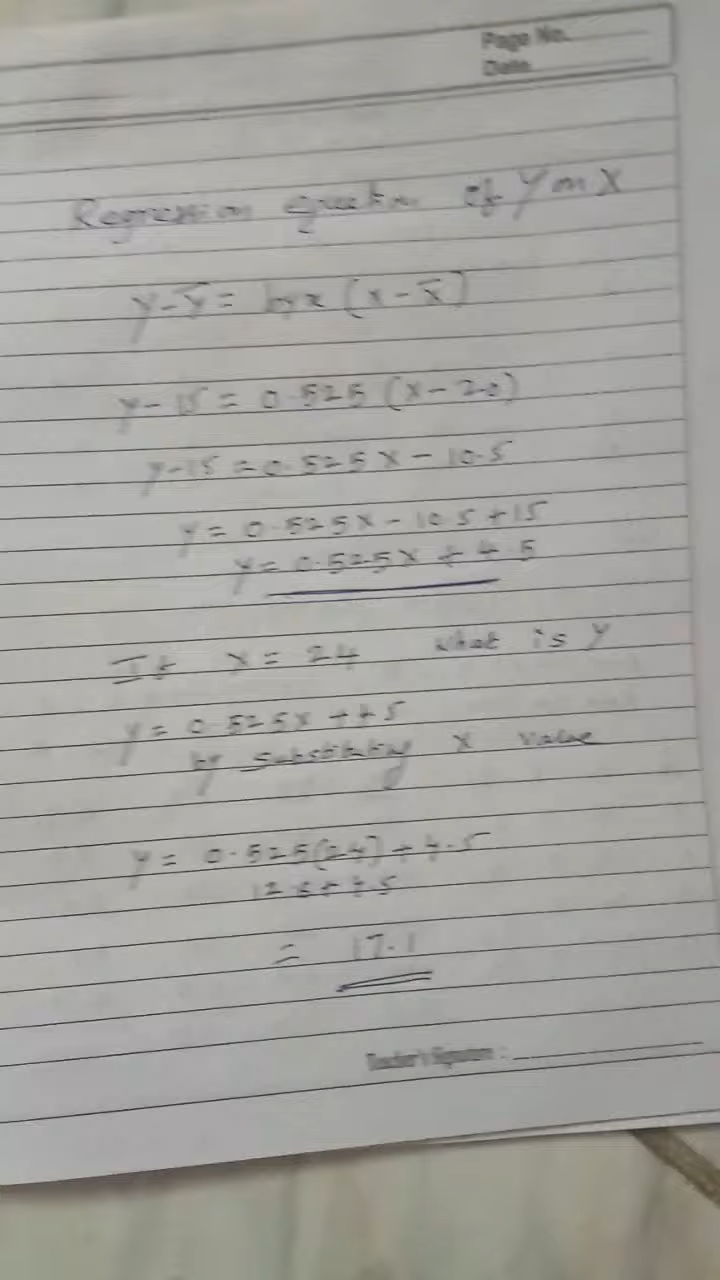 Page No.
Date
Regression equation of Y on X
y - ȳ = byx (x - x̄)
y - 15 = 0.525 (x - 20)
y - 15 = 0.525x - 10.5
y = 0.525x - 10.5 + 15
y = 0.525x + 4.5
If x = 24 what is y
y = 0.525x + 4.5
by substituting x value
y = 0.525(24) + 4.5
12.6 + 4.5
= 17.1
Teacher's Signature :